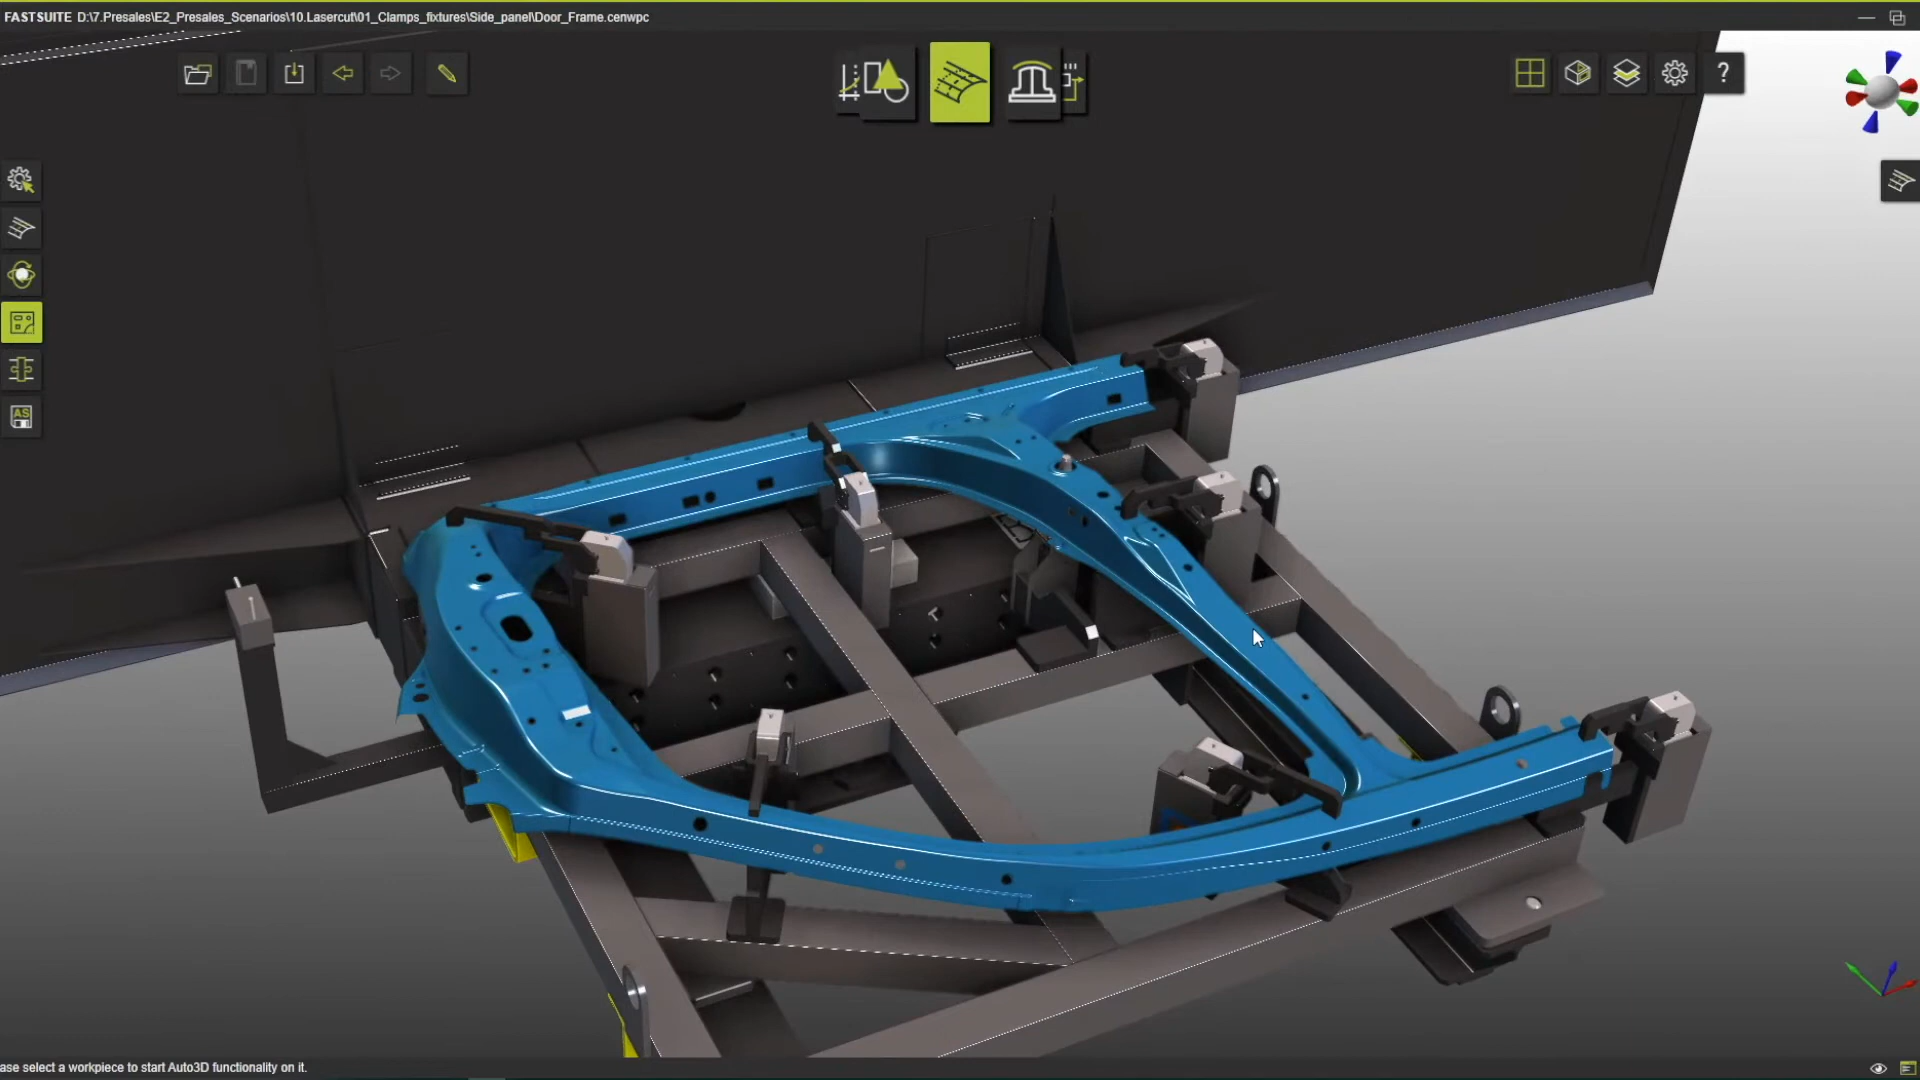 FASTSUITE D:\7.Presales\E2_Presales_Scenarios\10.Lasercut\01_Clamps_fixtures\Side_panel\Door_Frame.cenwpc
?
AS
ase select a workpiece to start Auto3D functionality on it.